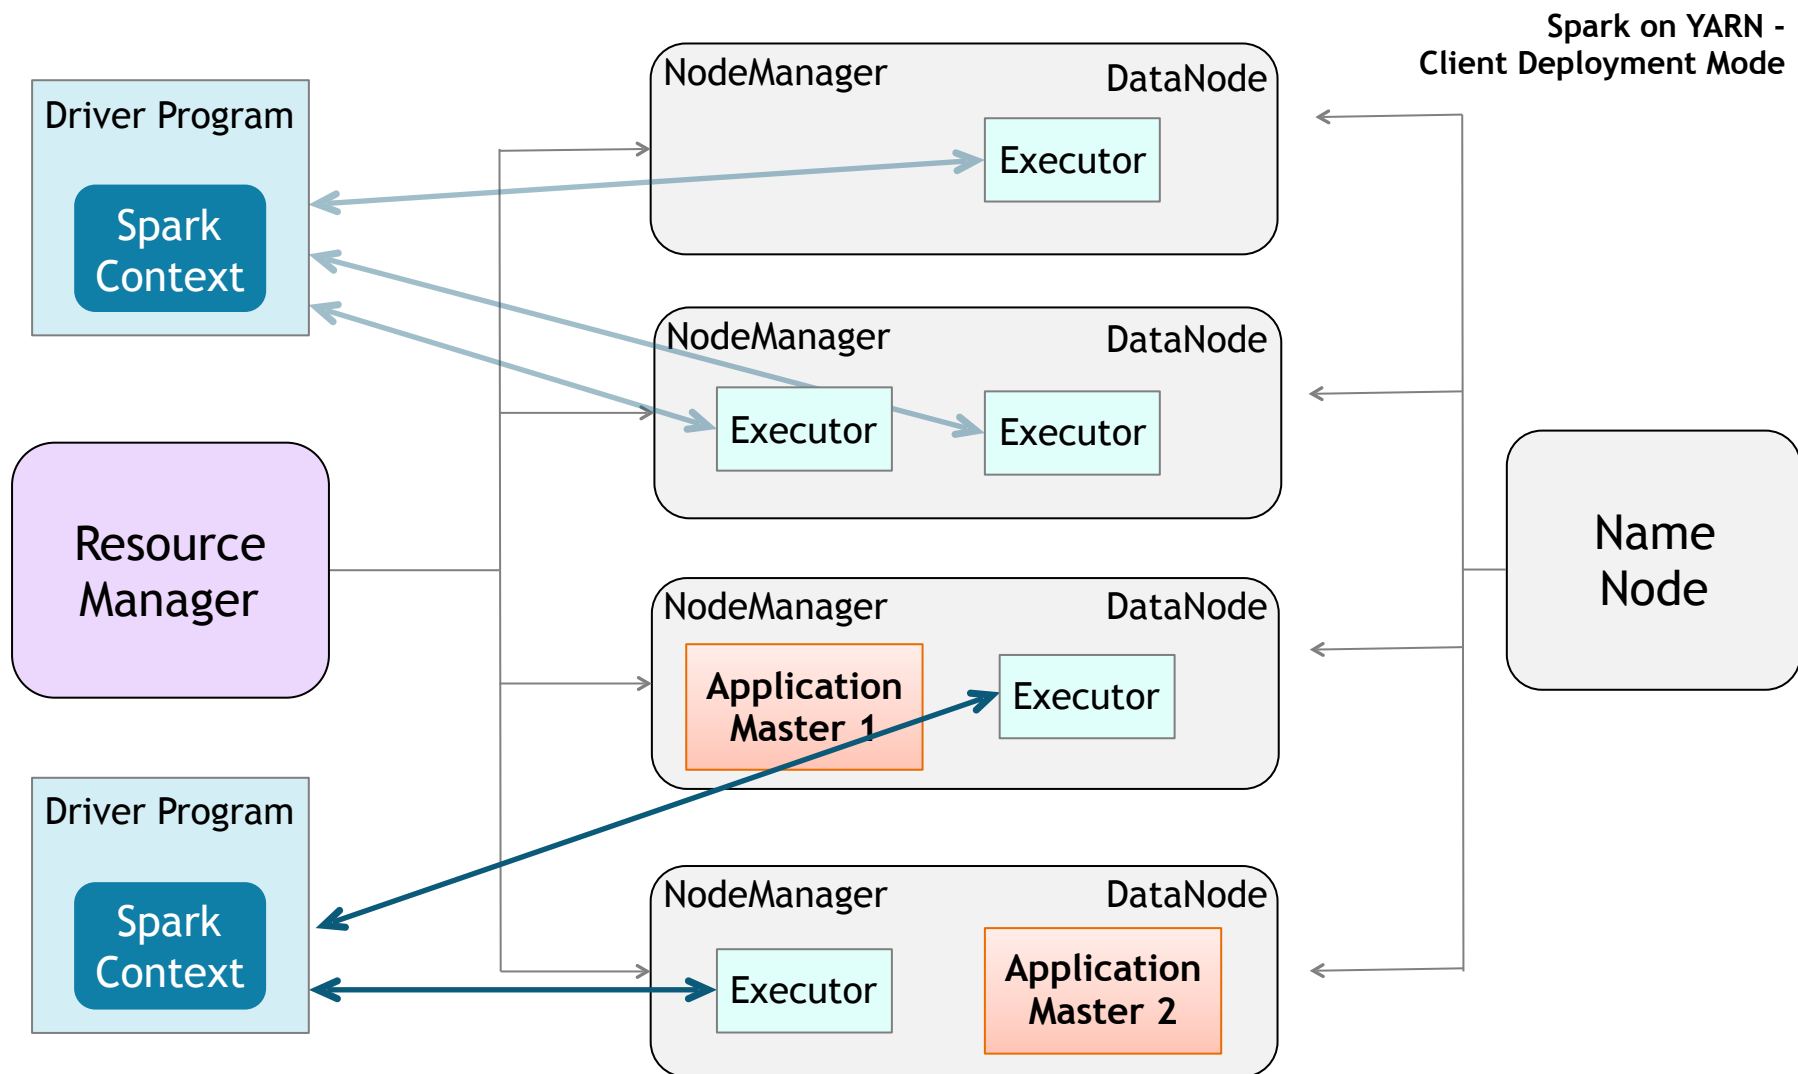 Spark on YARN -
Client Deployment Mode
Driver Program
Spark
Context
Resource
Manager
Driver Program
Spark
Context
NodeManager
DataNode
Executor
NodeManager
DataNode
Executor
Executor
NodeManager
DataNode
Application
Master 1
Executor
NodeManager
DataNode
Executor
Application
Master 2
Name
Node